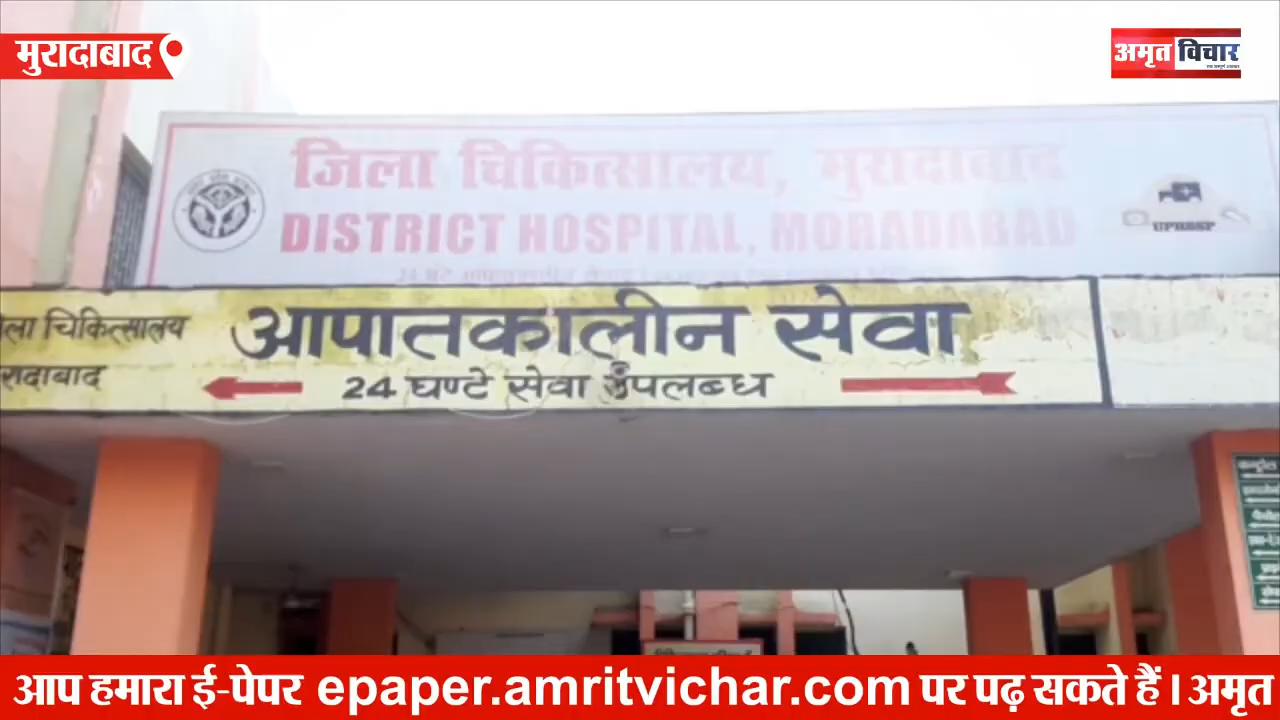 मुरादाबाद
अमृत विचार
जिला चिकित्सालय, मुरादाबाद
DISTRICT HOSPITAL, MORADABAD
UPHSSP
ला चिकित्सालय
रादाबाद
आपातकालीन सेवा
24 घण्टे सेवा उपलब्ध
आप हमारा ई-पेपर epaper.amritvichar.com पर पढ़ सकते हैं । अमृत